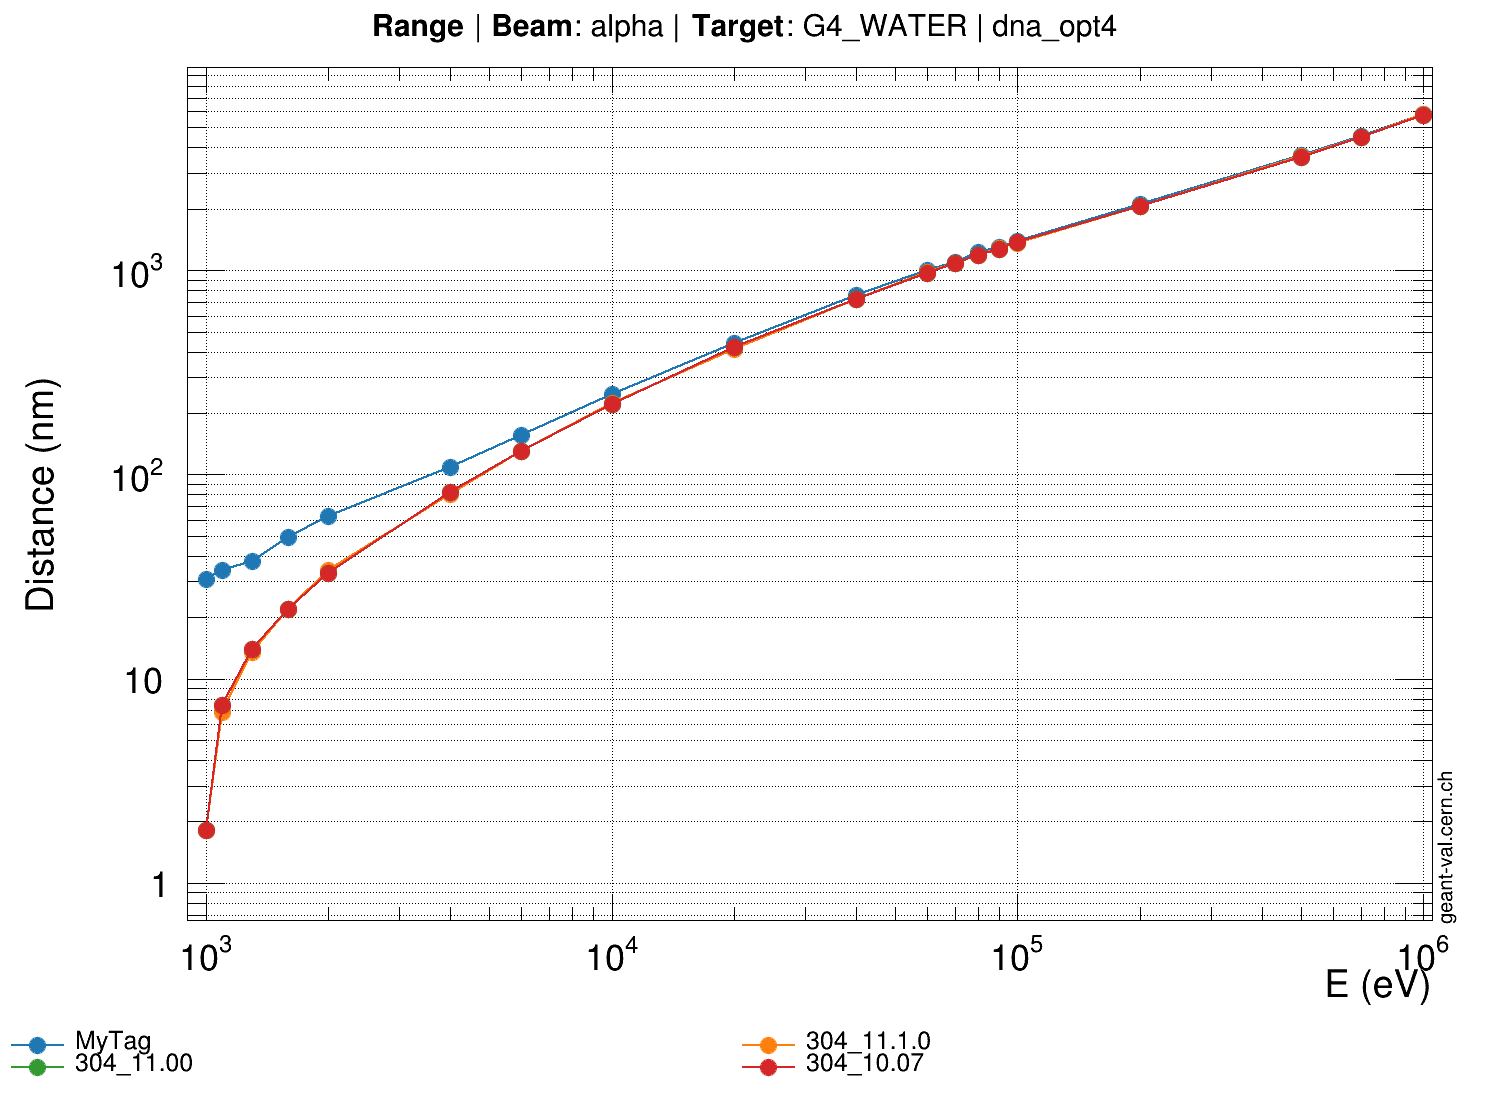 Range | Beam: alpha | Target: G4_WATER | dna_opt4
Distance (nm)
10³
10²
10
1
10³ 10⁴ 10⁵ 10⁶
E (eV)
geant-val.cern.ch
MyTag
304_11.1.0
304_11.00
304_10.07